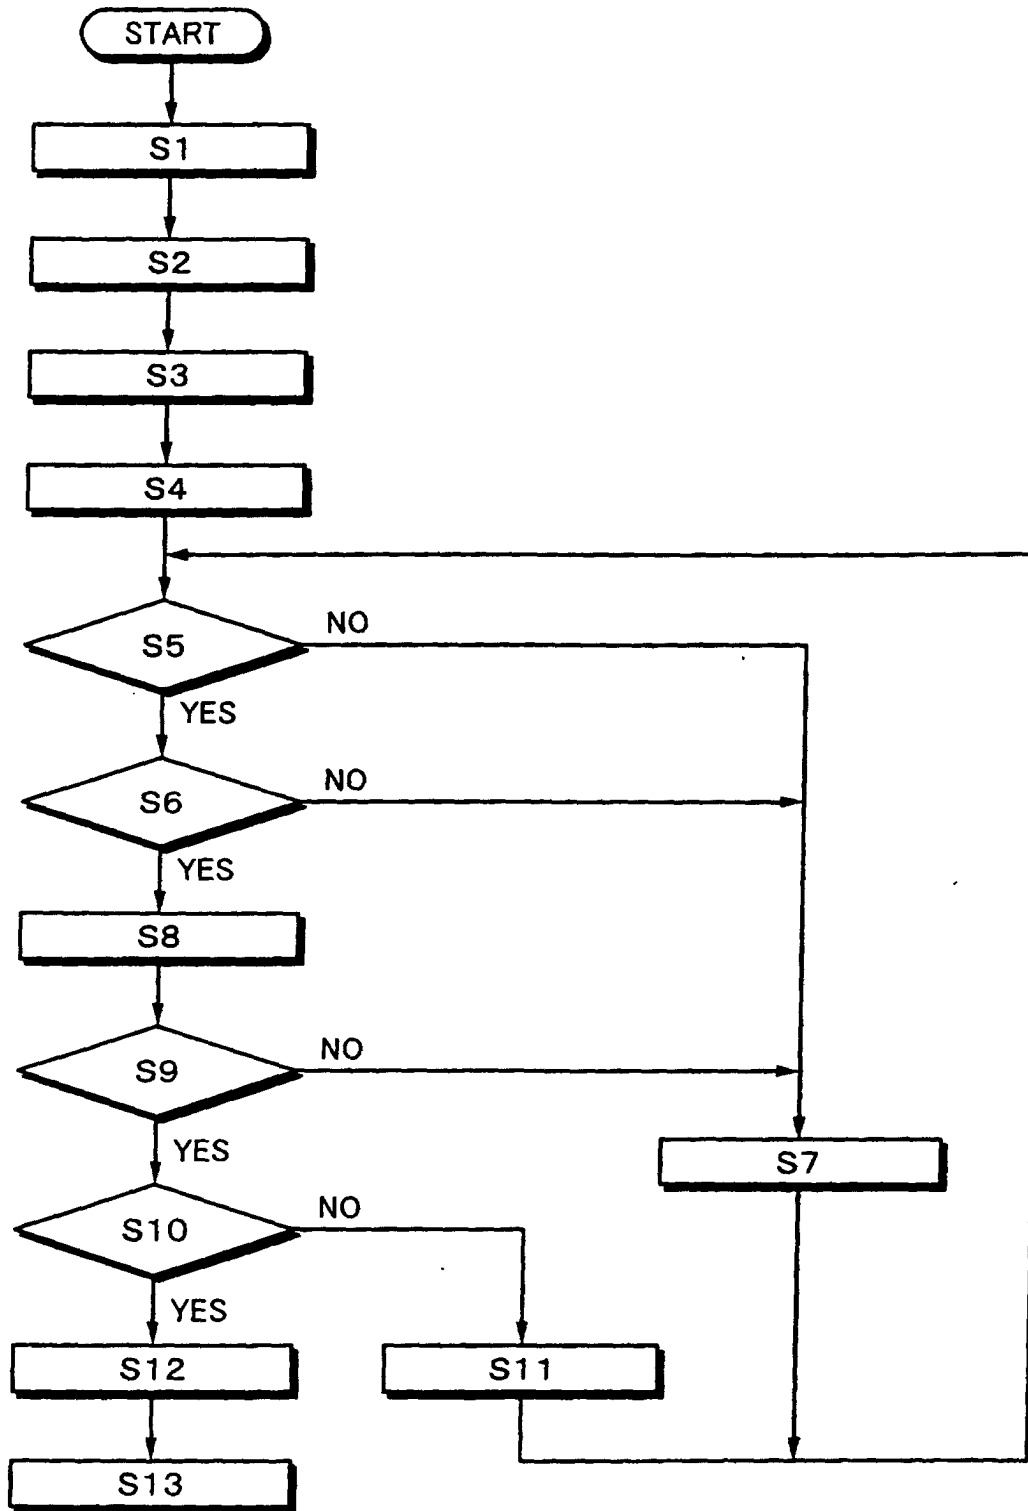 START
S1
S2
S3
S4
S5
NO
YES
S6
NO
YES
S8
S9
NO
YES
S7
S10
NO
YES
S12
S11
S13